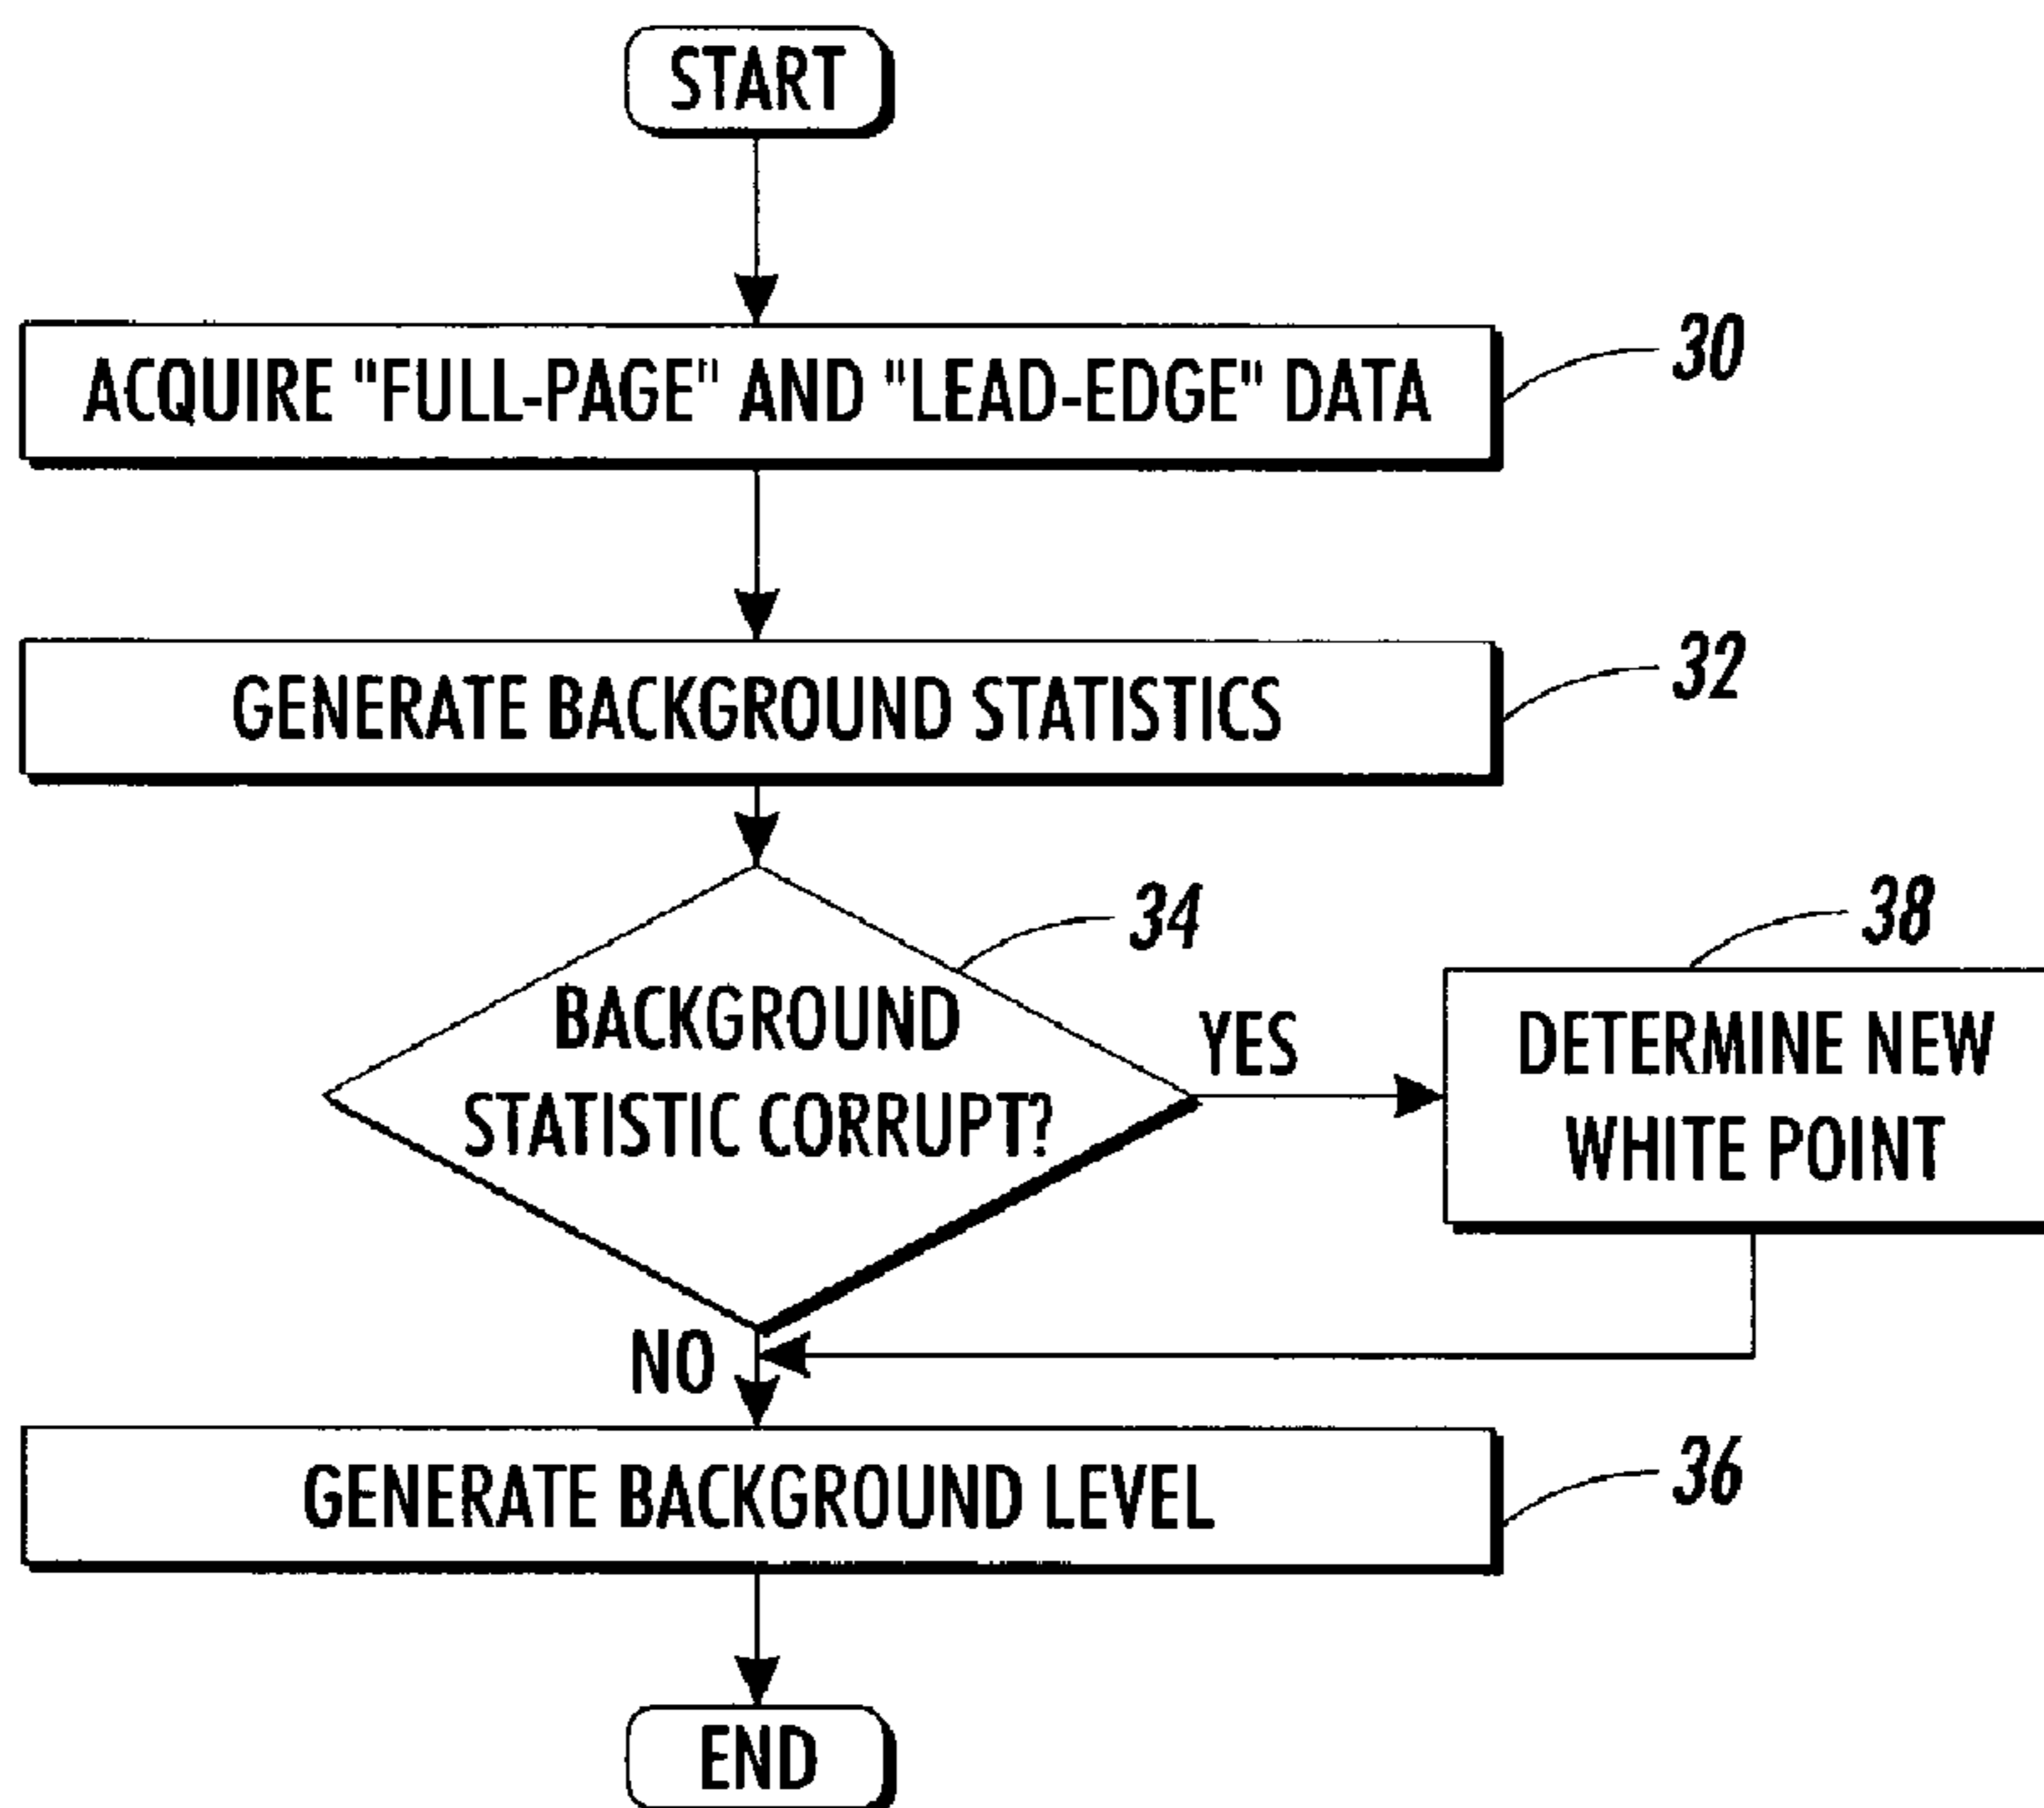 START
ACQUIRE "FULL-PAGE" AND "LEAD-EDGE" DATA
30
GENERATE BACKGROUND STATISTICS
32
34
38
BACKGROUND
STATISTIC CORRUPT?
YES
DETERMINE NEW
WHITE POINT
NO
GENERATE BACKGROUND LEVEL
36
END